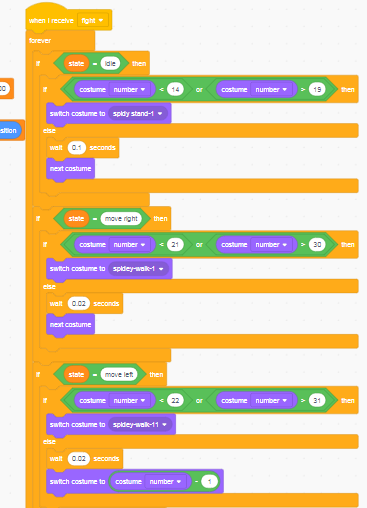 when I receive fight
forever
if state = idle then
if costume number < 14 or costume number > 19 then
switch costume to spidy stand-1
else
wait 0.1 seconds
next costume
if state = move right then
if costume number < 21 or costume number > 30 then
switch costume to spidey-walk-1
else
wait 0.02 seconds
next costume
if state = move left then
if costume number < 22 or costume number > 31 then
switch costume to spidey-walk-11
else
wait 0.02 seconds
switch costume to costume number - 1